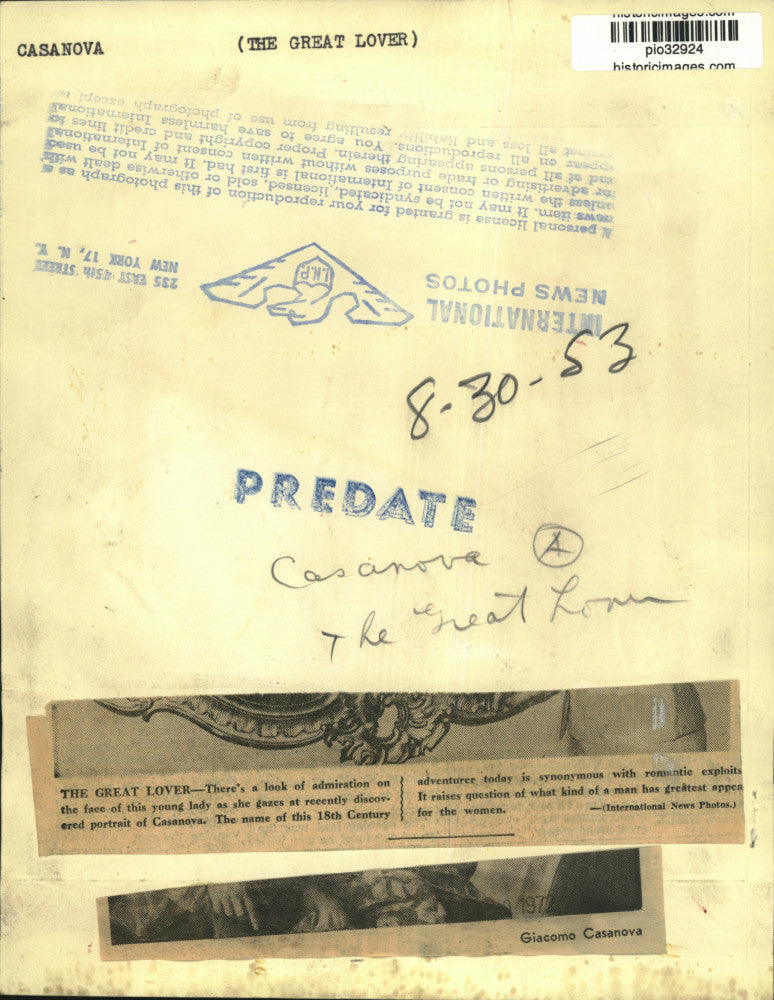 historicimages.com
pio32924
historicimages.com
CASANOVA
(THE GREAT LOVER)
A personal license is granted for your reproduction of this photograph as a
news item. It may not be syndicated, licensed, sold or otherwise dealt with
unless the written consent of International is first had. It may not be used
for advertising or trade purposes without written consent of International
and of all persons appearing therein. Proper copyright and credit lines to
appear on all reproductions. You agree to save harmless International
against all loss and liability resulting from use of photograph except
INTERNATIONAL
NEWS PHOTOS
I.N.P.
235 EAST 45th STREET
NEW YORK 17, N. Y.
8-30-53
PREDATE
Casanova A
The Great Lover
THE GREAT LOVER—There's a look of admiration on
the face of this young lady as she gazes at recently discov-
ered portrait of Casanova. The name of this 18th Century
adventurer today is synonymous with romantic exploits
It raises question of what kind of a man has greatest appea
for the women.
—(International News Photos.)
197
Giacomo Casanova